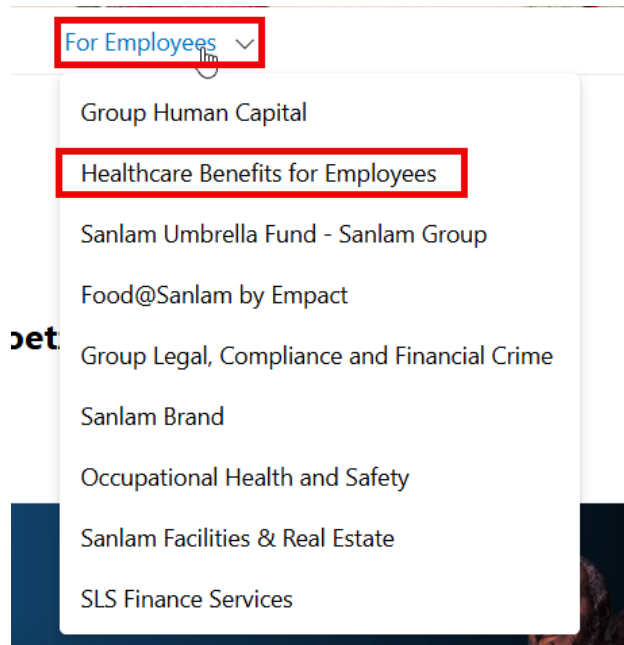 For Employees
Group Human Capital
Healthcare Benefits for Employees
Sanlam Umbrella Fund - Sanlam Group
Food@Sanlam by Empact
Group Legal, Compliance and Financial Crime
Sanlam Brand
Occupational Health and Safety
Sanlam Facilities & Real Estate
SLS Finance Services